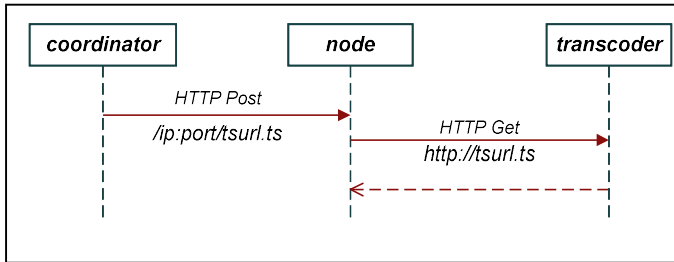 coordinator
node
transcoder
HTTP Post
/ip:port/tsurl.ts
HTTP Get
http://tsurl.ts